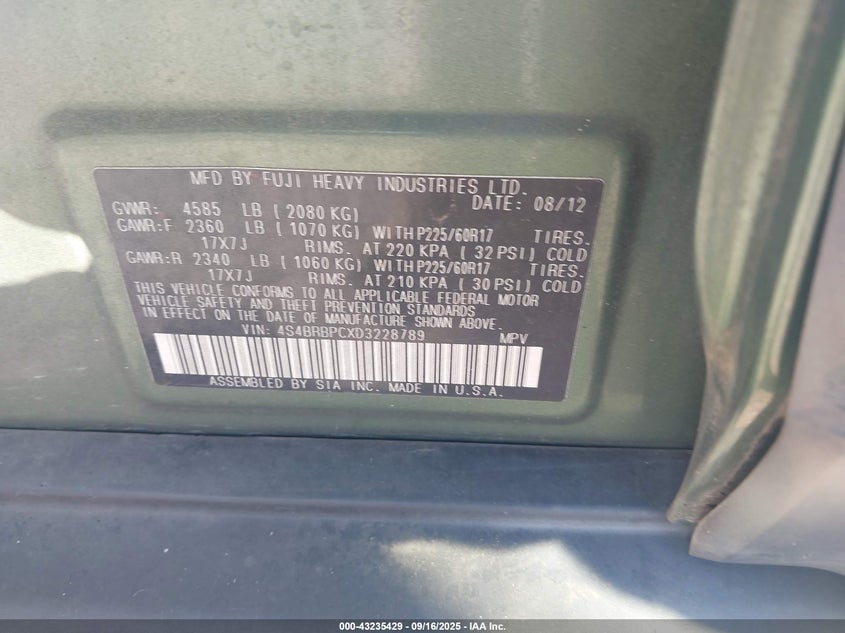 MFD BY FUJI HEAVY INDUSTRIES LTD.
DATE: 08/12
GVWR: 4585 LB ( 2080 KG)
GAWR:F 2360 LB ( 1070 KG) WITH P225/60R17 TIRES.
17X7J RIMS. AT 220 KPA ( 32 PSI) COLD
GAWR:R 2340 LB ( 1060 KG) WITH P225/60R17 TIRES.
17X7J RIMS. AT 210 KPA ( 30 PSI) COLD
THIS VEHICLE CONFORMS TO ALL APPLICABLE FEDERAL MOTOR
VEHICLE SAFETY AND THEFT PREVENTION STANDARDS
IN EFFECT ON THE DATE OF MANUFACTURE SHOWN ABOVE.
VIN: 4S4BRBPCXD3228789 MPV
ASSEMBLED BY SIA INC. MADE IN U.S.A.
000-43235429 - 09/16/2025 - IAA Inc.